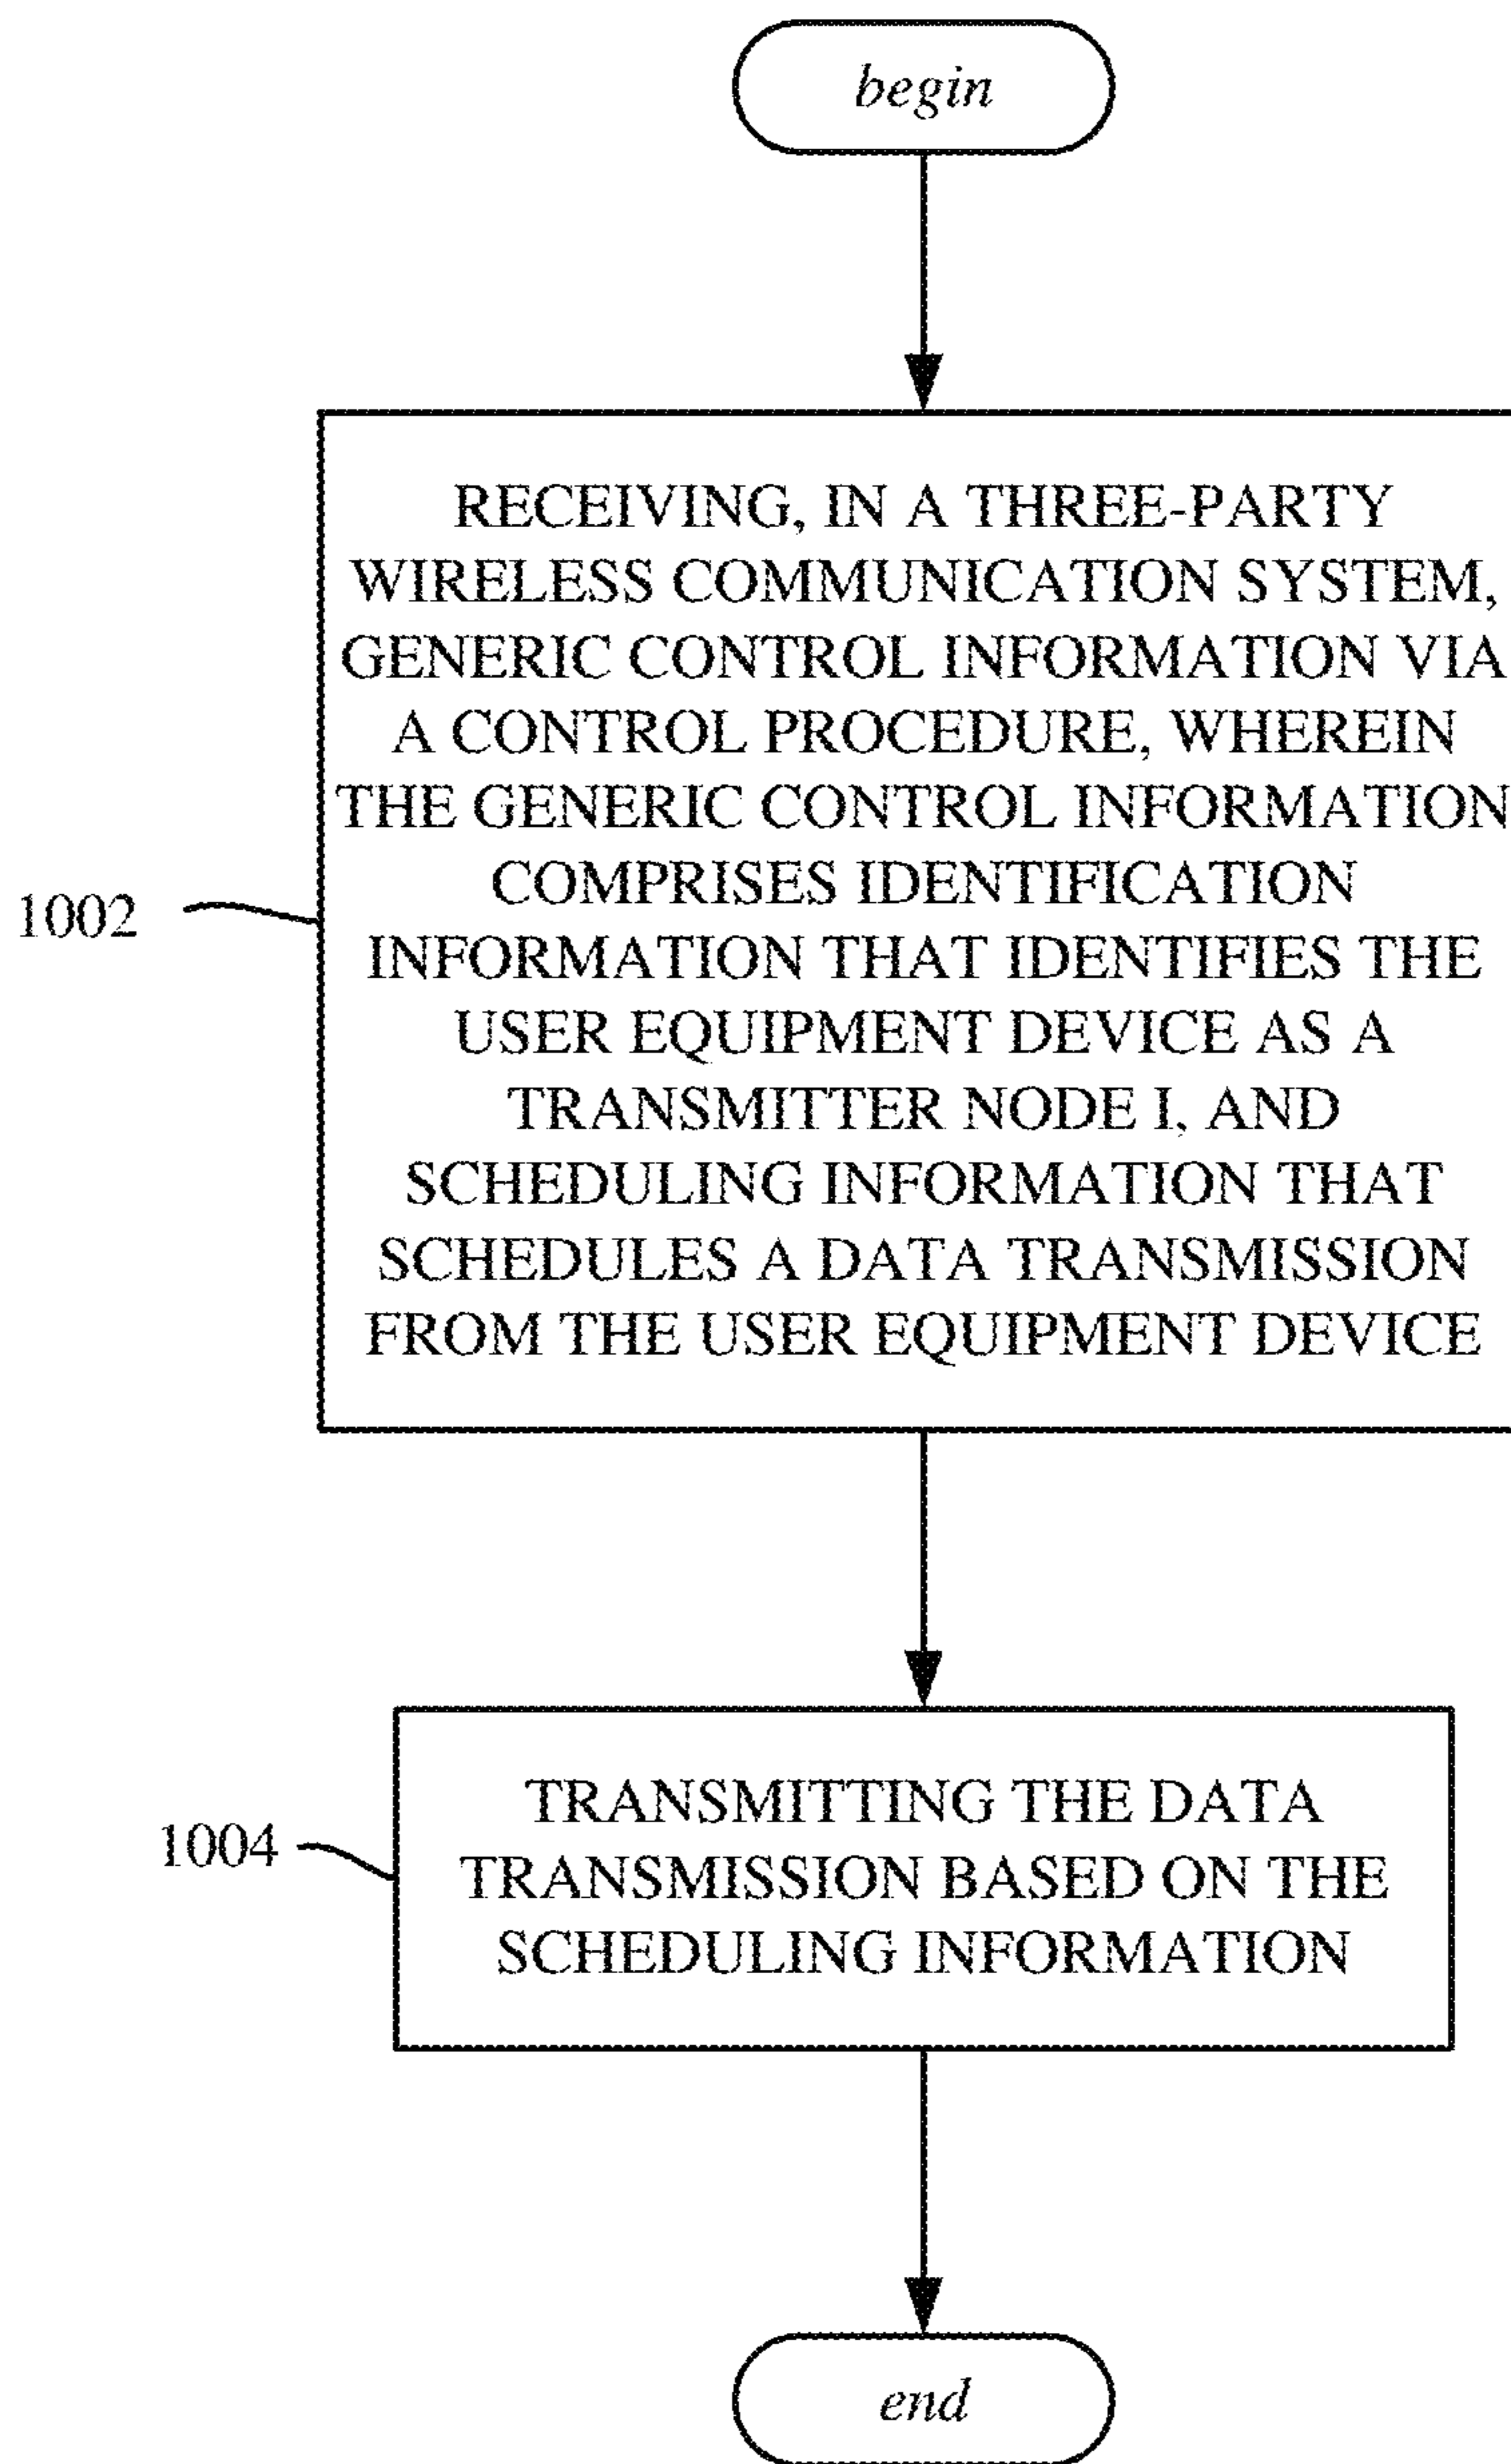 begin
RECEIVING, IN A THREE-PARTY
WIRELESS COMMUNICATION SYSTEM,
GENERIC CONTROL INFORMATION VIA
A CONTROL PROCEDURE, WHEREIN
THE GENERIC CONTROL INFORMATION
COMPRISES IDENTIFICATION
INFORMATION THAT IDENTIFIES THE
USER EQUIPMENT DEVICE AS A
TRANSMITTER NODE I, AND
SCHEDULING INFORMATION THAT
SCHEDULES A DATA TRANSMISSION
FROM THE USER EQUIPMENT DEVICE
1002
TRANSMITTING THE DATA
TRANSMISSION BASED ON THE
SCHEDULING INFORMATION
1004
end